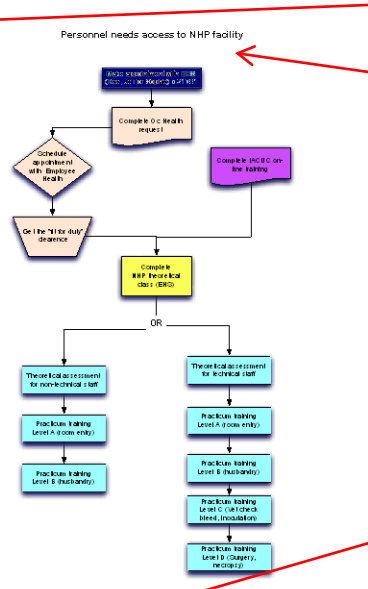 Personnel needs access to NHP facility
Complete Oc Health
request
Schedule
appointment
with Employee
Health
Complete IACUC on-
line training
Get the "fit for duty"
clearence
Complete
NHP theoretical
class (EHG)
OR
Theoretical assessment
for non-technical staff
Theoretical assessment
for technical staff
Practicum training
Level A (room entry)
Practicum training
Level A (room entry)
Practicum training
Level B (husbandry)
Practicum training
Level B (husbandry)
Practicum training
Level C (Vet check
bleed, inoculation)
Practicum training
Level D (Surgery,
necropsy)